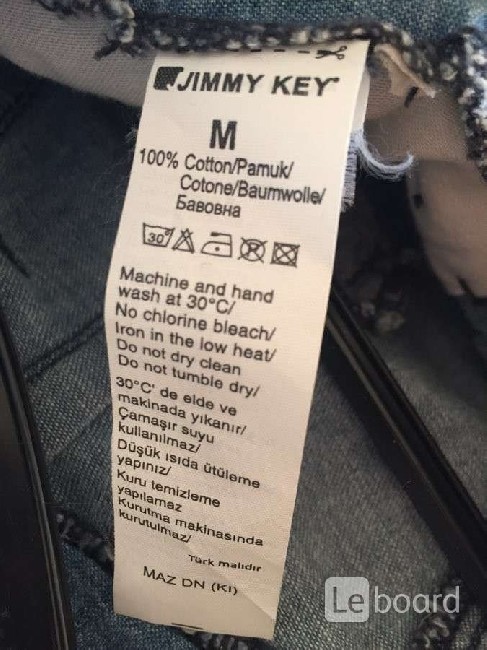 JIMMY KEY
M
100% Cotton/Pamuk/
Cotone/Baumwolle/
Бавовна
30
Machine and hand
wash at 30°C/
No chlorine bleach/
Iron in the low heat/
Do not dry clean
Do not tumble dry/
30°C' de elde ve
makinada yıkanır/
Çamaşır suyu
kullanılmaz/
Düşük ısıda ütüleme
yapınız/
Kuru temizleme
yapılamaz
Kurutma makinasında
kurutulmaz/
Türk malıdır
MAZ DN (KI)
Le board